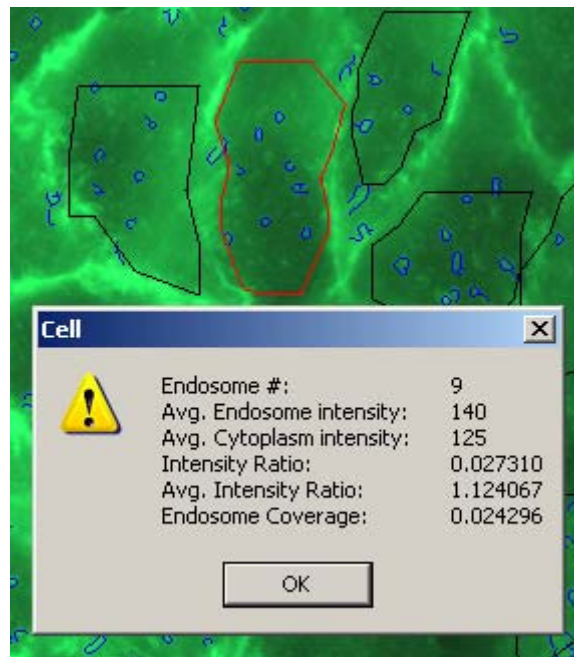 Cell
Endosome #: 9
Avg. Endosome intensity: 140
Avg. Cytoplasm intensity: 125
Intensity Ratio: 0.027310
Avg. Intensity Ratio: 1.124067
Endosome Coverage: 0.024296
OK